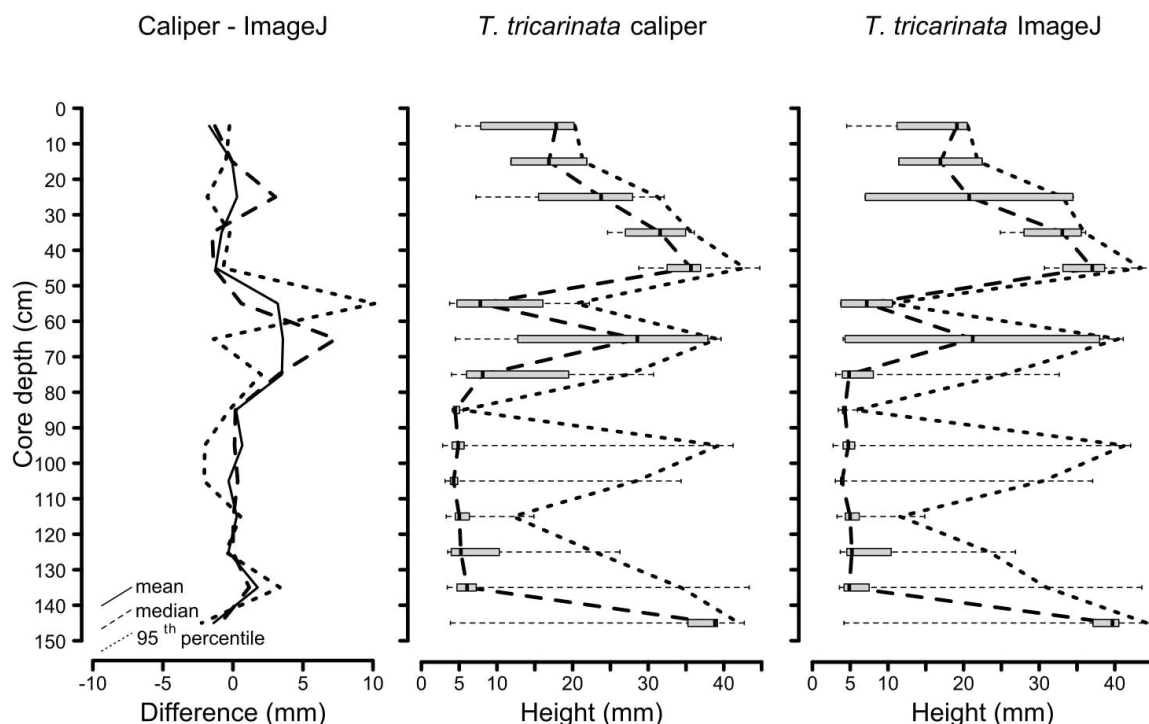 Caliper - ImageJ
T. tricarinata caliper
T. tricarinata ImageJ
Core depth (cm)
0
10
20
30
40
50
60
70
80
90
100
110
120
130
140
150
mean
median
95 th percentile
-10 -5 0 5 10
Difference (mm)
0 5 10 20 30 40
Height (mm)
0 5 10 20 30 40
Height (mm)